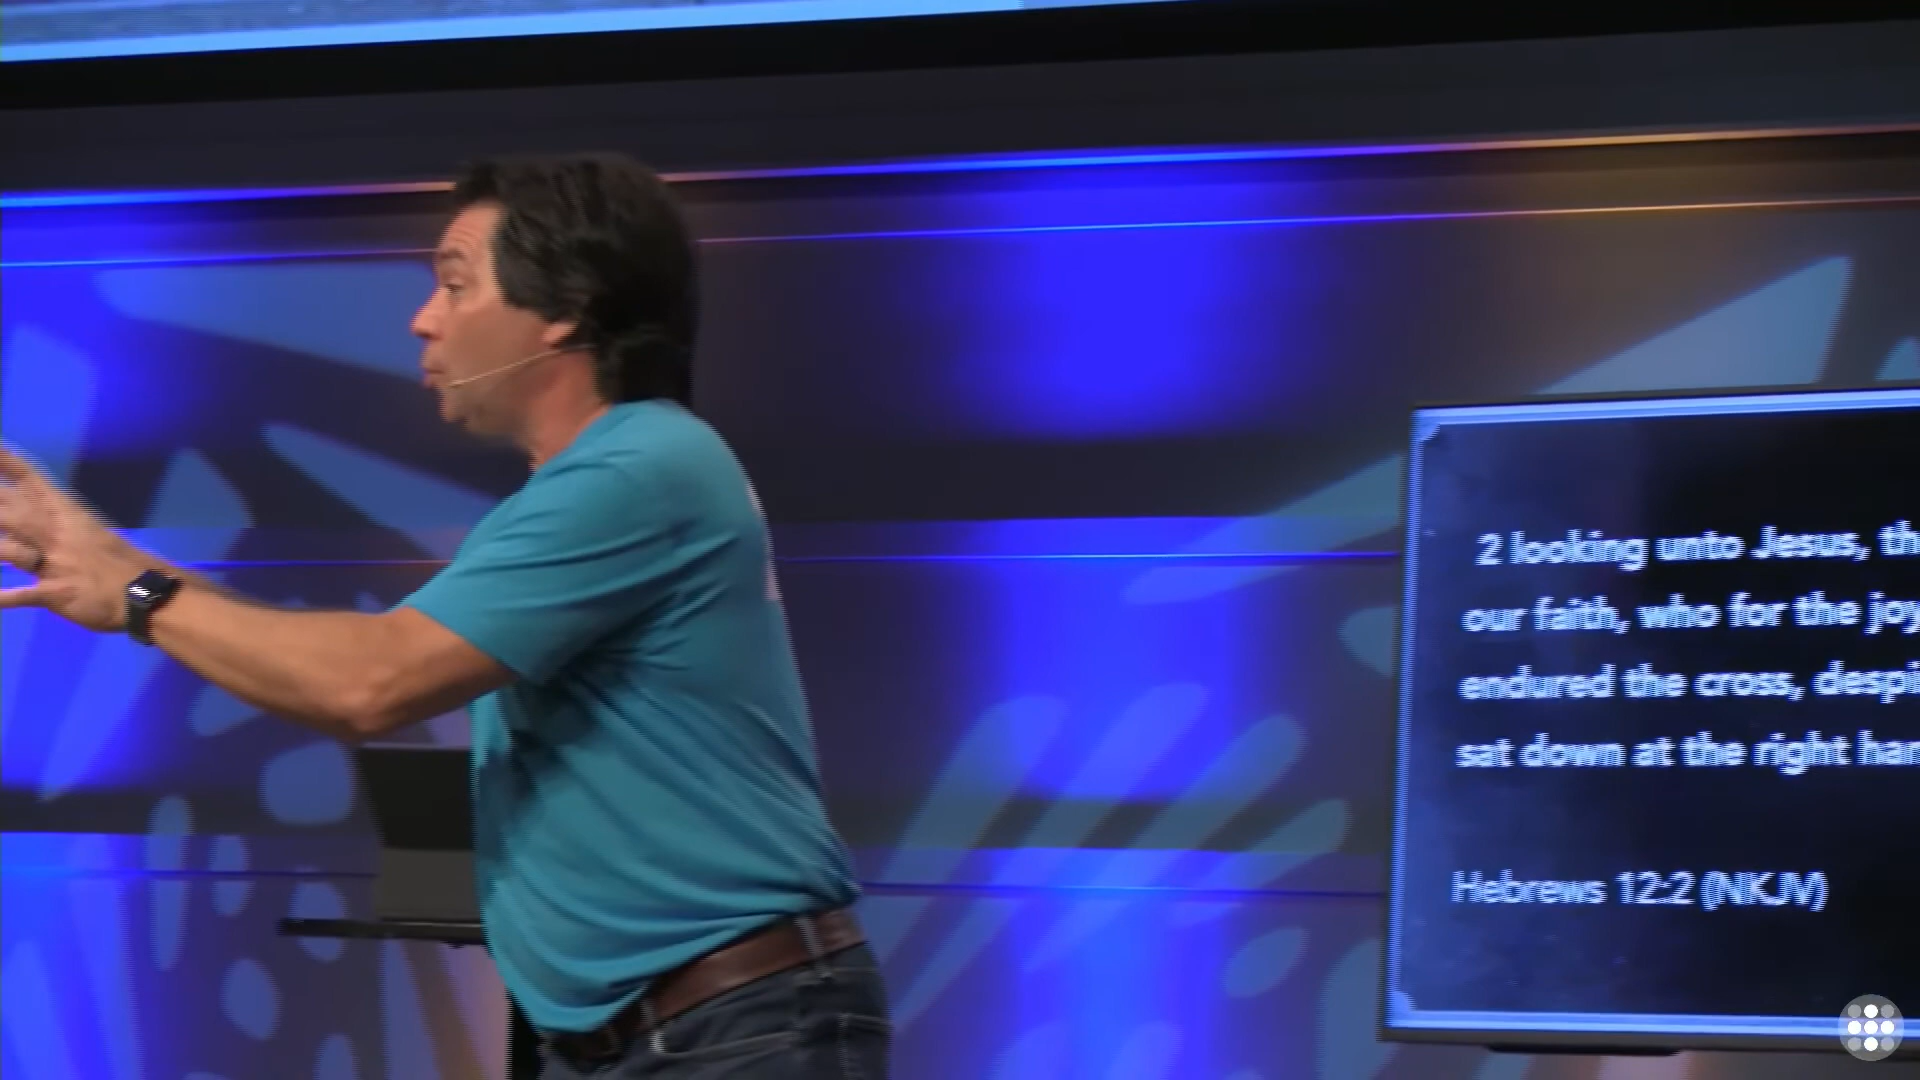 2 looking unto Jesus, th
our faith, who for the joy
endured the cross, despi
sat down at the right han
Hebrews 12:2 (NKJV)